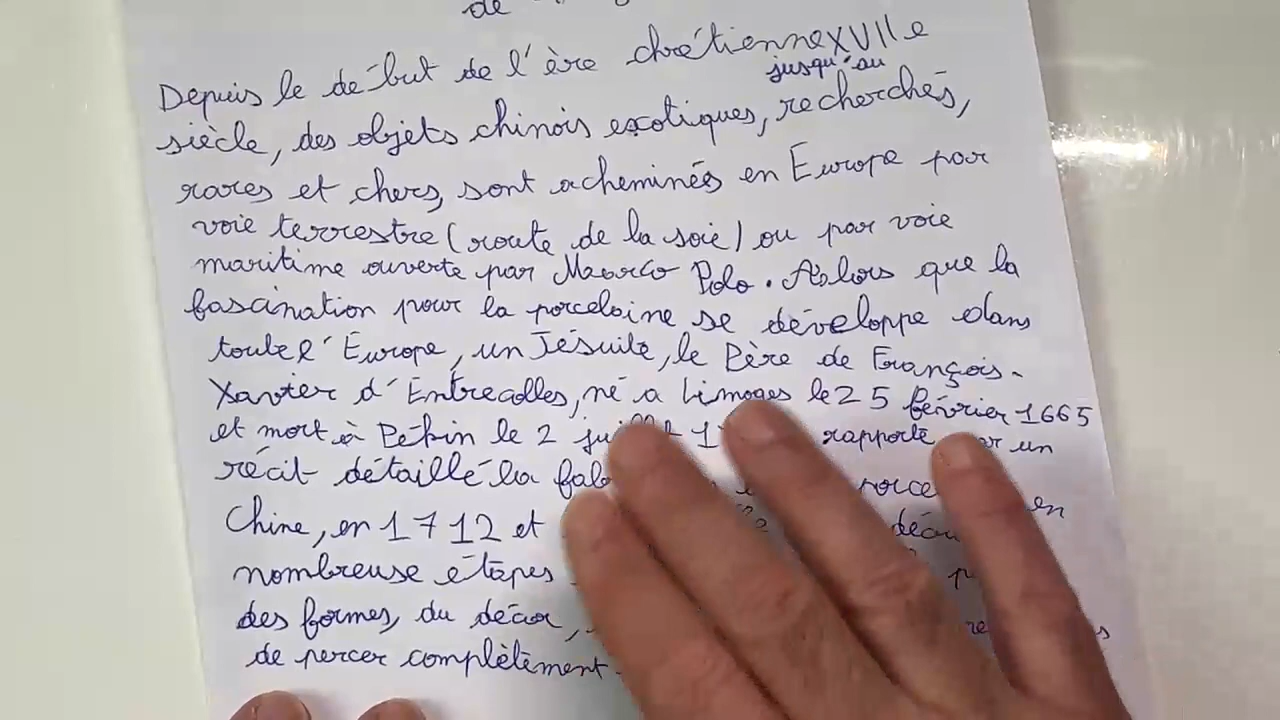 de
Depuis le début de l'ère chrétienne XVIIe
jusqu'au
siècle, des objets chinois exotiques, recherchés,
rares et chers, sont acheminés en Europe par
voie terrestre (route de la soie) ou par voie
maritime ouverte par Maarco Polo. Alors que la
fascination pour la porcelaine se développe dans
toute l'Europe, un Jésuite, le Père de François-
Xavier d'Entrecolles, né a Limoges le 25 février 1665
et mort à Pékin le 2 rapporte un
récit détaillé la en
Chine, en 1712 et
nombreuse étapes
des formes, du décor,
de percer complètement